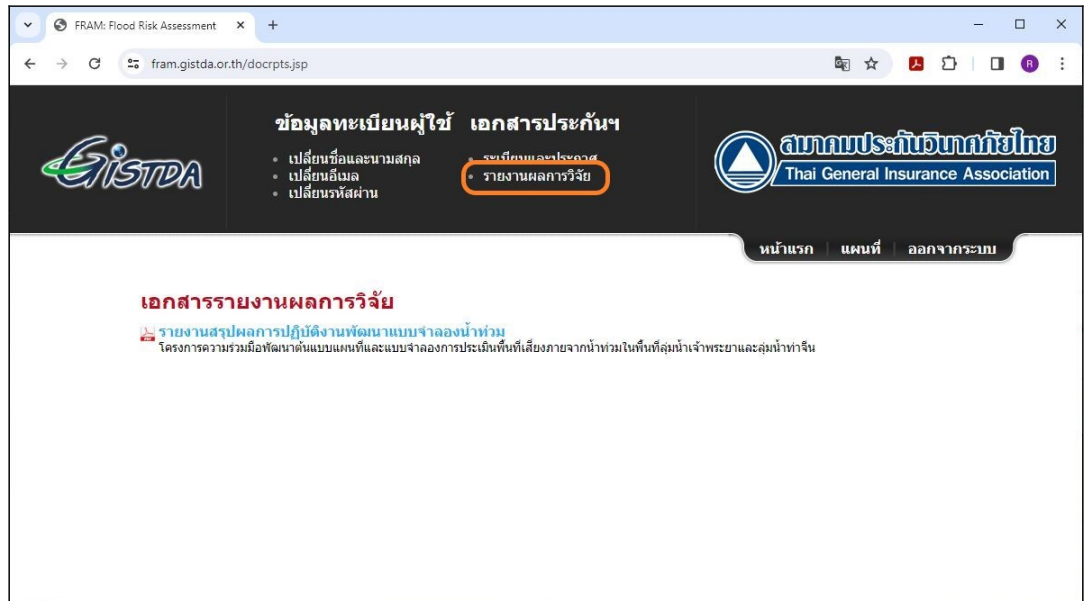 FRAM: Flood Risk Assessment
fram.gistda.or.th/docrpts.jsp
R
GISTDA
ข้อมูลทะเบียนผู้ใช้ เอกสารประกันฯ
เปลี่ยนชื่อและนามสกุล
เปลี่ยนอีเมล
เปลี่ยนรหัสผ่าน
ระเบียบและประกาศ
รายงานผลการวิจัย
สมาคมประกันวินาศภัยไทย
Thai General Insurance Association
หน้าแรก แผนที่ ออกจากระบบ
เอกสารรายงานผลการวิจัย
รายงานสรุปผลการปฏิบัติงานพัฒนาแบบจำลองน้ำท่วม
โครงการความร่วมมือพัฒนาต้นแบบแผนที่และแบบจำลองการประเมินพื้นที่เสี่ยงภายจากน้ำท่วมในพื้นที่ลุ่มน้ำเจ้าพระยาและลุ่มน้ำท่าจีน